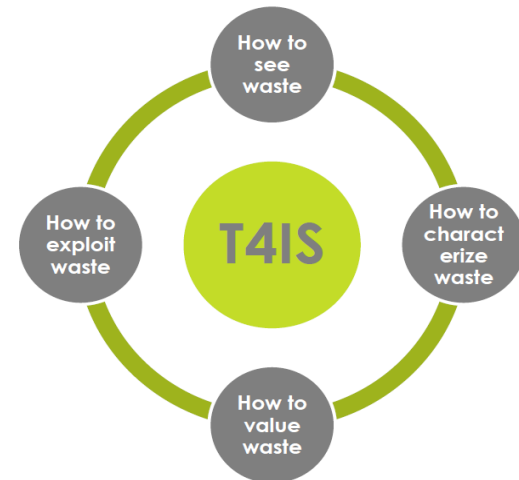 How to
see
waste
How to
exploit
waste
T4IS
How to
charact
erize
waste
How to
value
waste